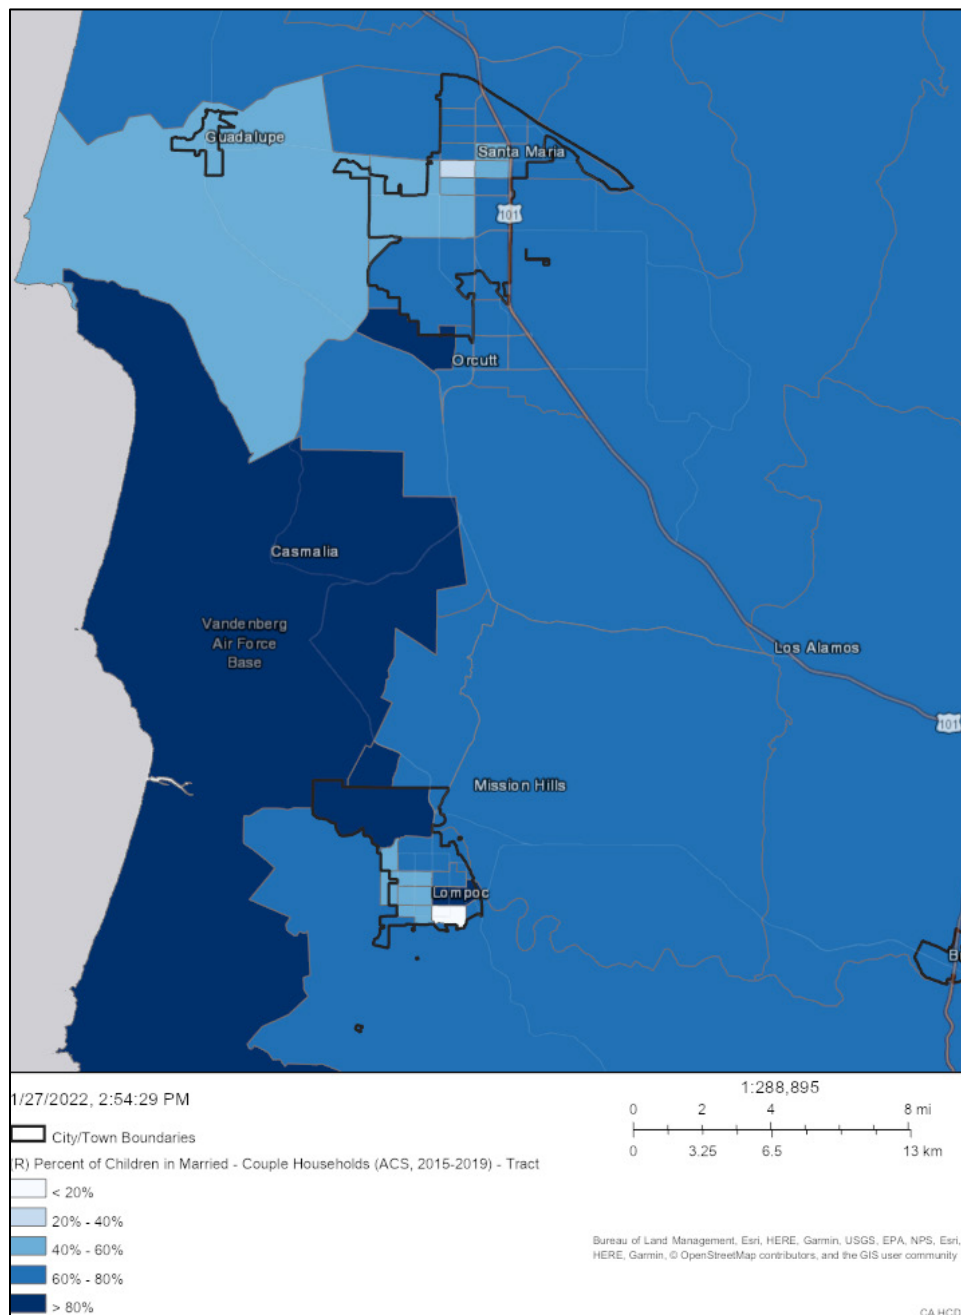 Guadalupe
Santa Maria
101
Orcutt
Casmalia
Vandenberg
Air Force
Base
Los Alamos
101
Mission Hills
Lompoc
1/27/2022, 2:54:29 PM
1:288,895
0 2 4 8 mi
0 3.25 6.5 13 km
City/Town Boundaries
(R) Percent of Children in Married - Couple Households (ACS, 2015-2019) - Tract
< 20%
20% - 40%
40% - 60%
60% - 80%
> 80%
Bureau of Land Management, Esri, HERE, Garmin, USGS, EPA, NPS, Esri,
HERE, Garmin, © OpenStreetMap contributors, and the GIS user community
CA HCD